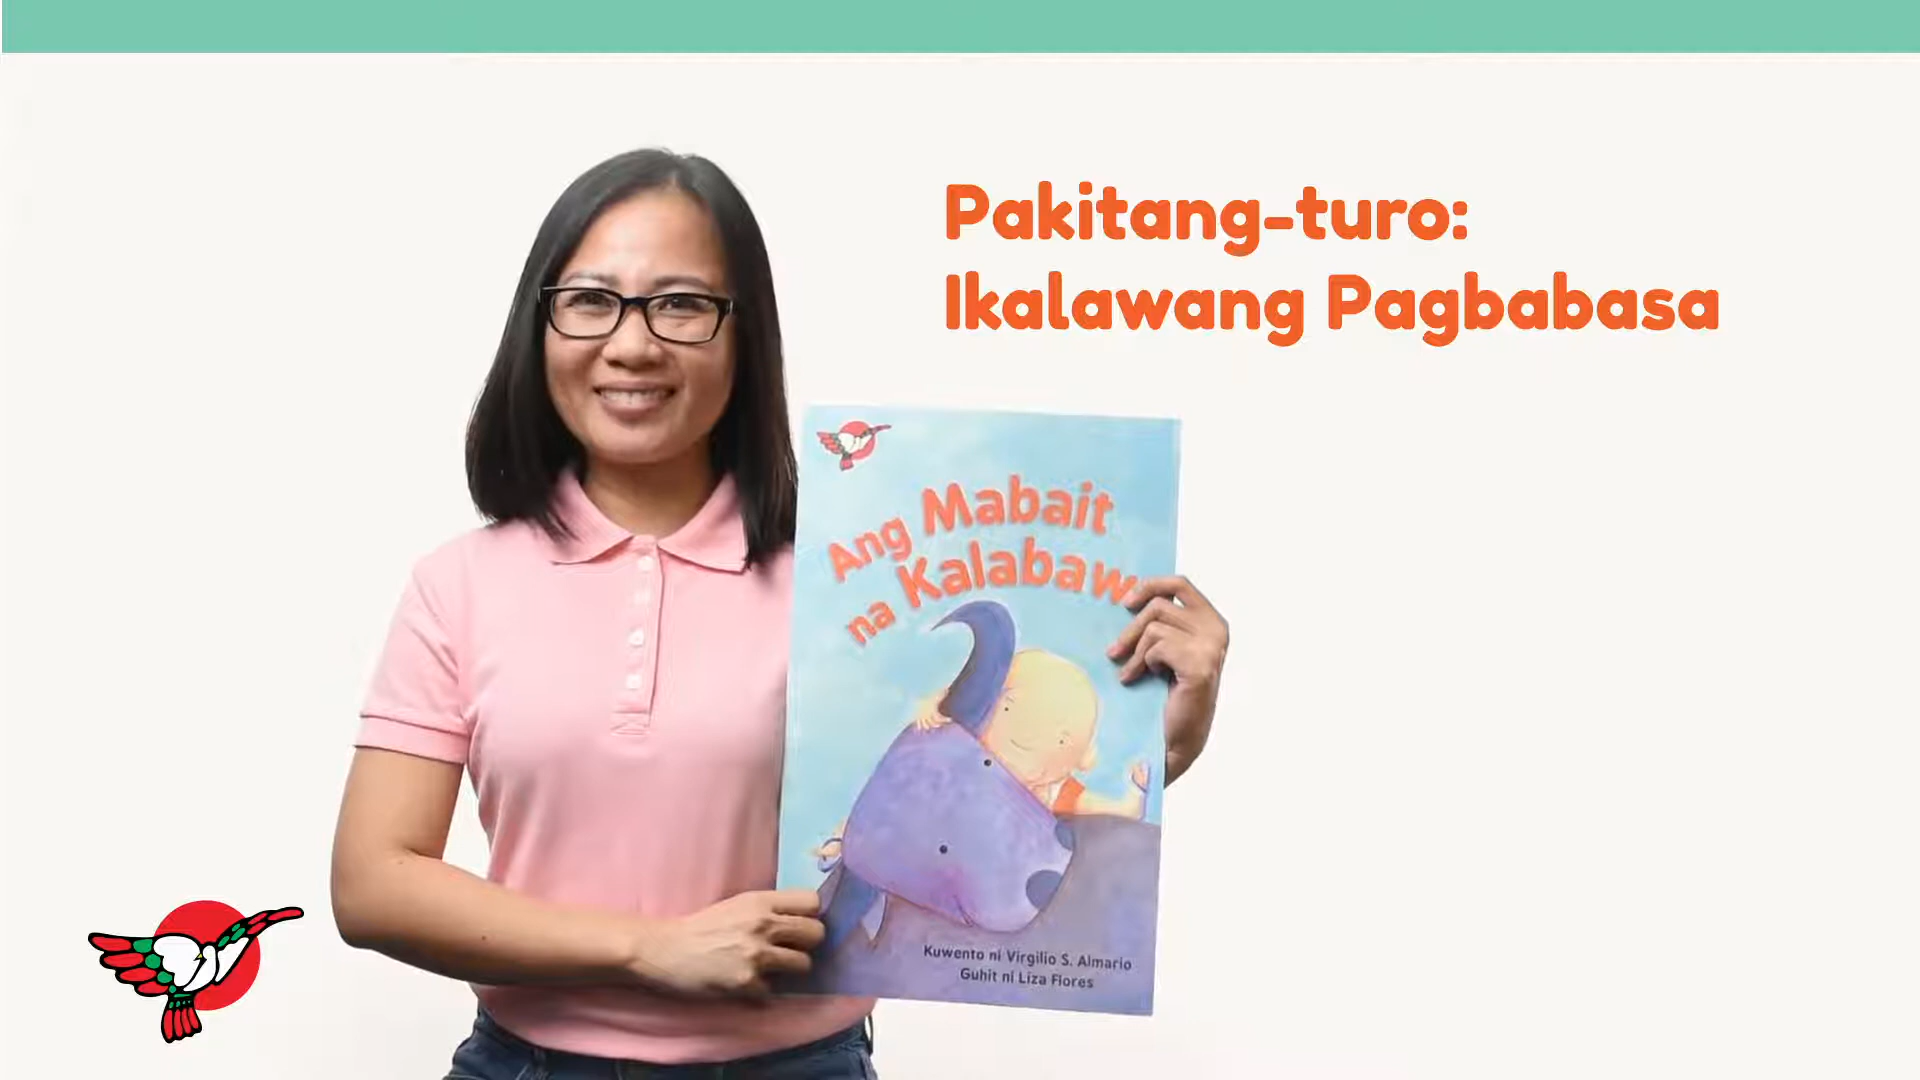 Pakitang-turo:
Ikalawang Pagbabasa
Ang Mabait
na Kalabaw
Kuwento ni Virgilio S. Almario
Guhit ni Liza Flores